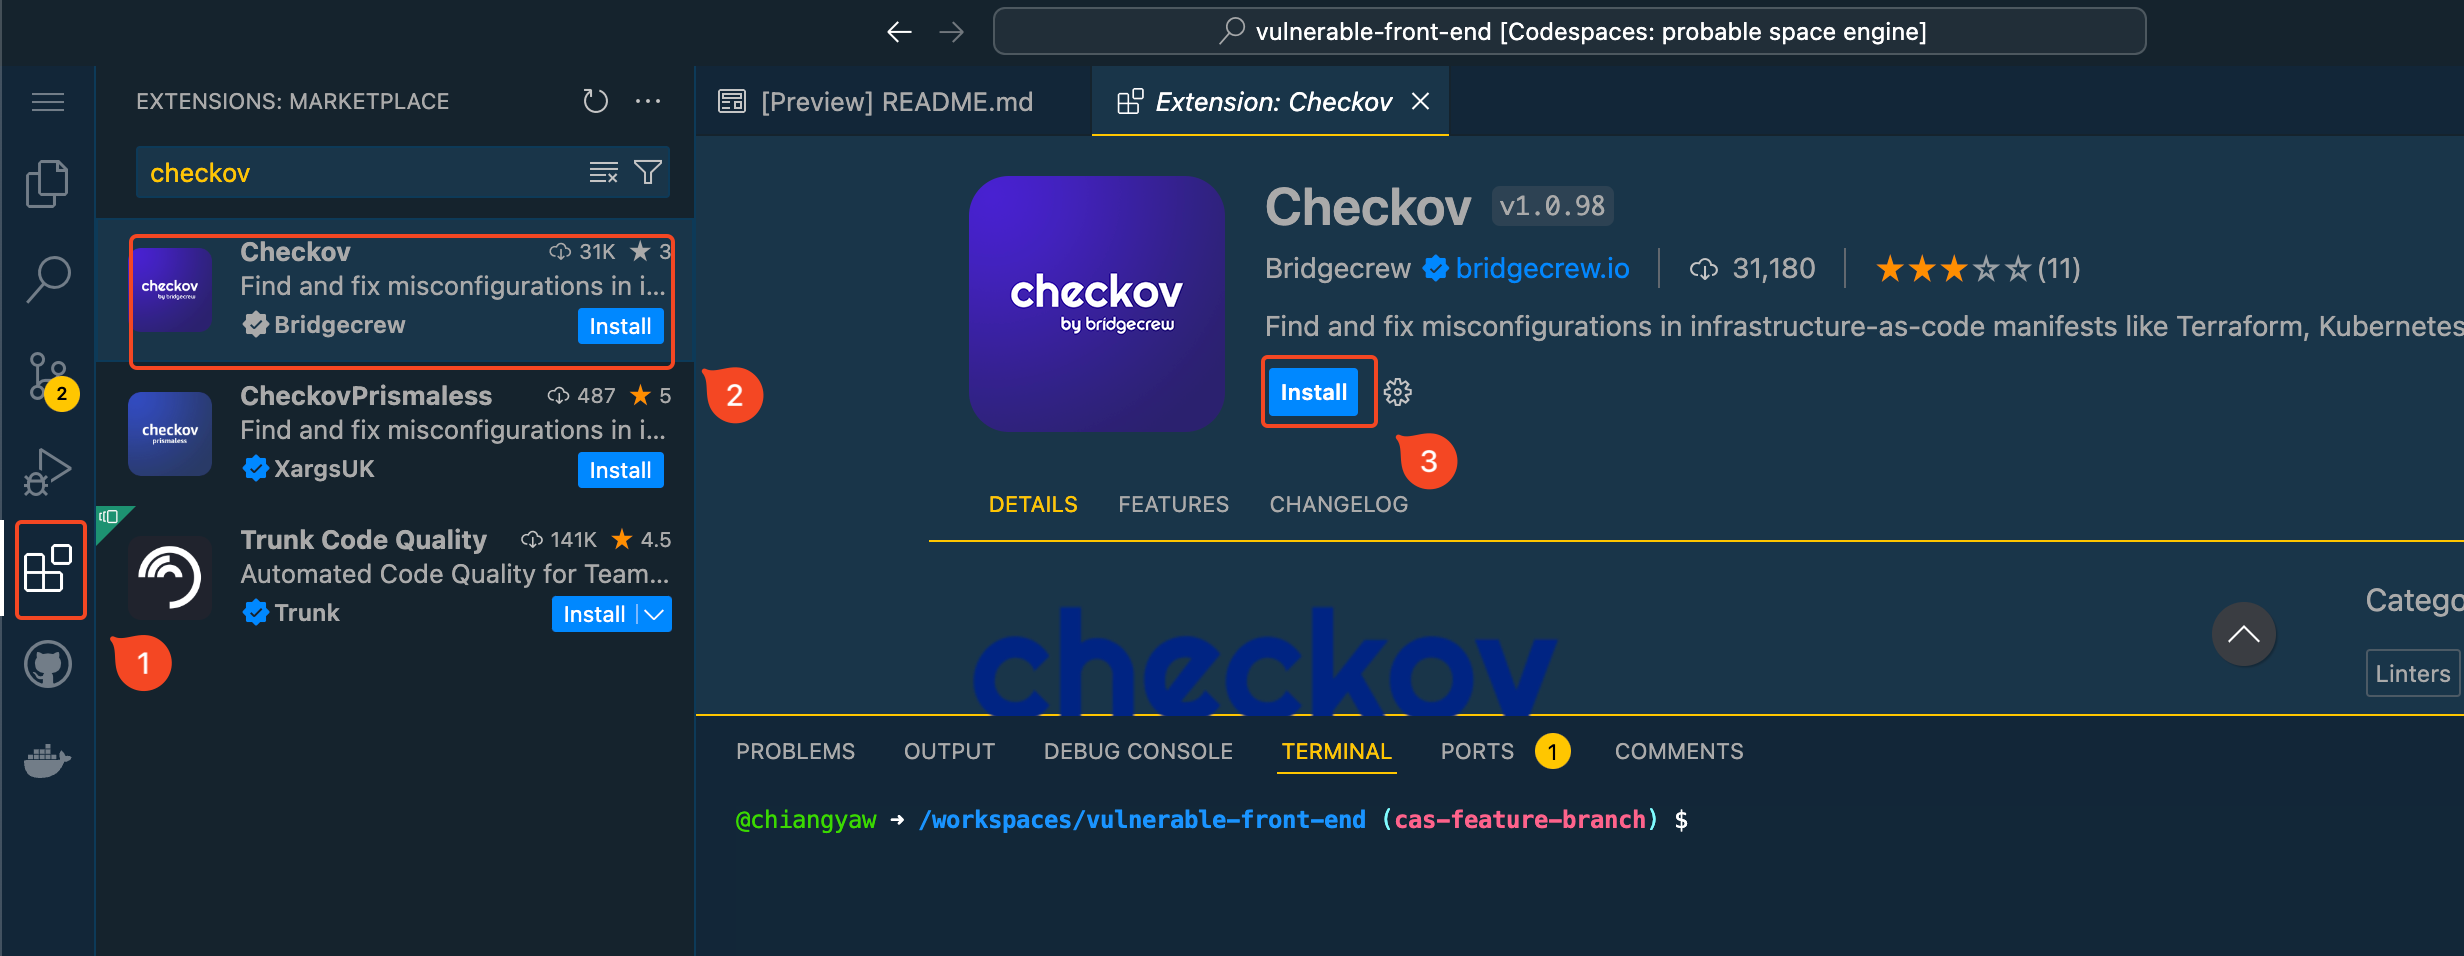 vulnerable-front-end [Codespaces: probable space engine]
EXTENSIONS: MARKETPLACE
checkov
checkov
by bridgecrew
Checkov 31K ★ 3
Find and fix misconfigurations in i...
Bridgecrew Install
2
checkov
prismaless
CheckovPrismaless 487 ★ 5
Find and fix misconfigurations in i...
XargsUK Install
Trunk Code Quality 141K ★ 4.5
Automated Code Quality for Team...
Trunk Install
1
2
[Preview] README.md
Extension: Checkov
checkov
by bridgecrew
Checkov v1.0.98
Bridgecrew bridgecrew.io 31,180 ★★★☆☆(11)
Find and fix misconfigurations in infrastructure-as-code manifests like Terraform, Kubernetes
Install
3
DETAILS FEATURES CHANGELOG
checkov
Catego
Linters
PROBLEMS OUTPUT DEBUG CONSOLE TERMINAL PORTS 1 COMMENTS
@chiangyaw ➜ /workspaces/vulnerable-front-end (cas-feature-branch) $